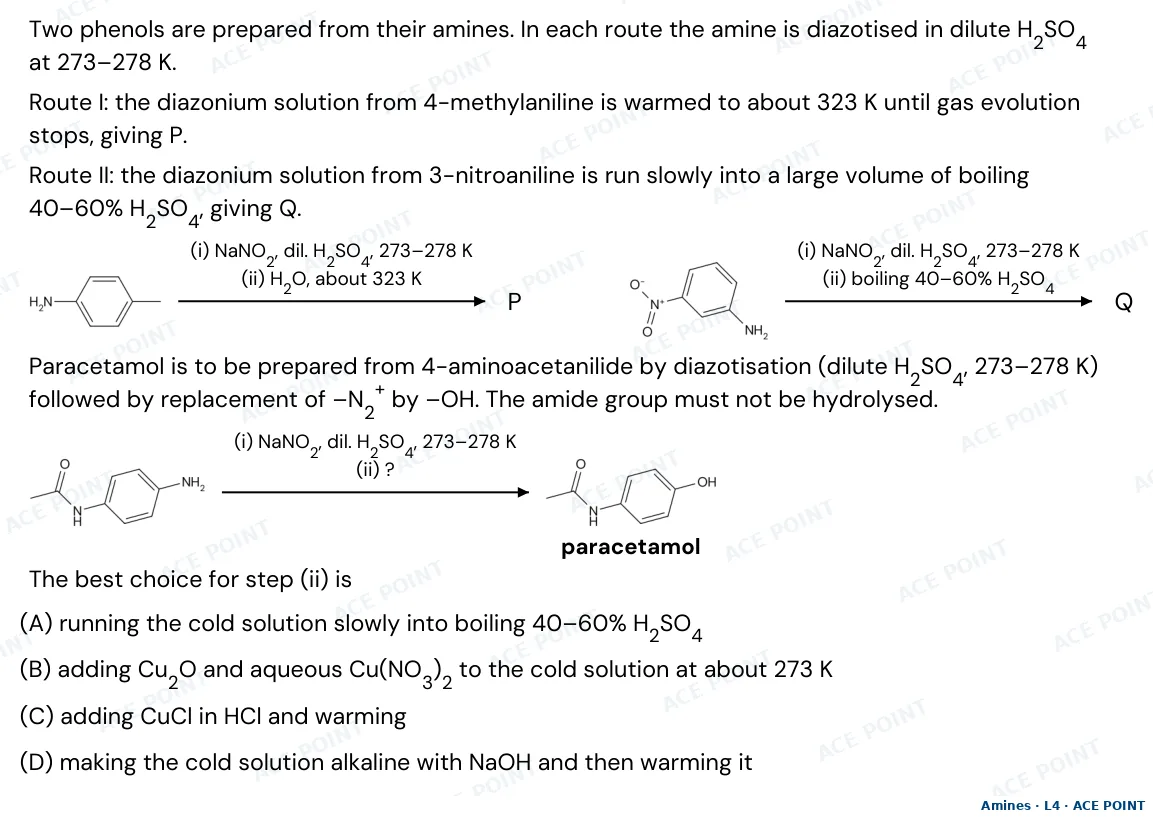 Two phenols are prepared from their amines. In each route the amine is diazotised in dilute H₂SO₄
at 273–278 K.
Route I: the diazonium solution from 4-methylaniline is warmed to about 323 K until gas evolution
stops, giving P.
Route II: the diazonium solution from 3-nitroaniline is run slowly into a large volume of boiling
40–60% H₂SO₄, giving Q.
(i) NaNO₂, dil. H₂SO₄, 273–278 K
(ii) H₂O, about 323 K
H₂N
P
(i) NaNO₂, dil. H₂SO₄, 273–278 K
(ii) boiling 40–60% H₂SO₄
O⁻
N⁺
O
NH₂
Q
Paracetamol is to be prepared from 4-aminoacetanilide by diazotisation (dilute H₂SO₄, 273–278 K)
followed by replacement of –N₂⁺ by –OH. The amide group must not be hydrolysed.
(i) NaNO₂, dil. H₂SO₄, 273–278 K
(ii) ?
O
NH₂
N
H
O
OH
N
H
paracetamol
The best choice for step (ii) is
(A) running the cold solution slowly into boiling 40–60% H₂SO₄
(B) adding Cu₂O and aqueous Cu(NO₃)₂ to the cold solution at about 273 K
(C) adding CuCl in HCl and warming
(D) making the cold solution alkaline with NaOH and then warming it
Amines · L4 · ACE POINT